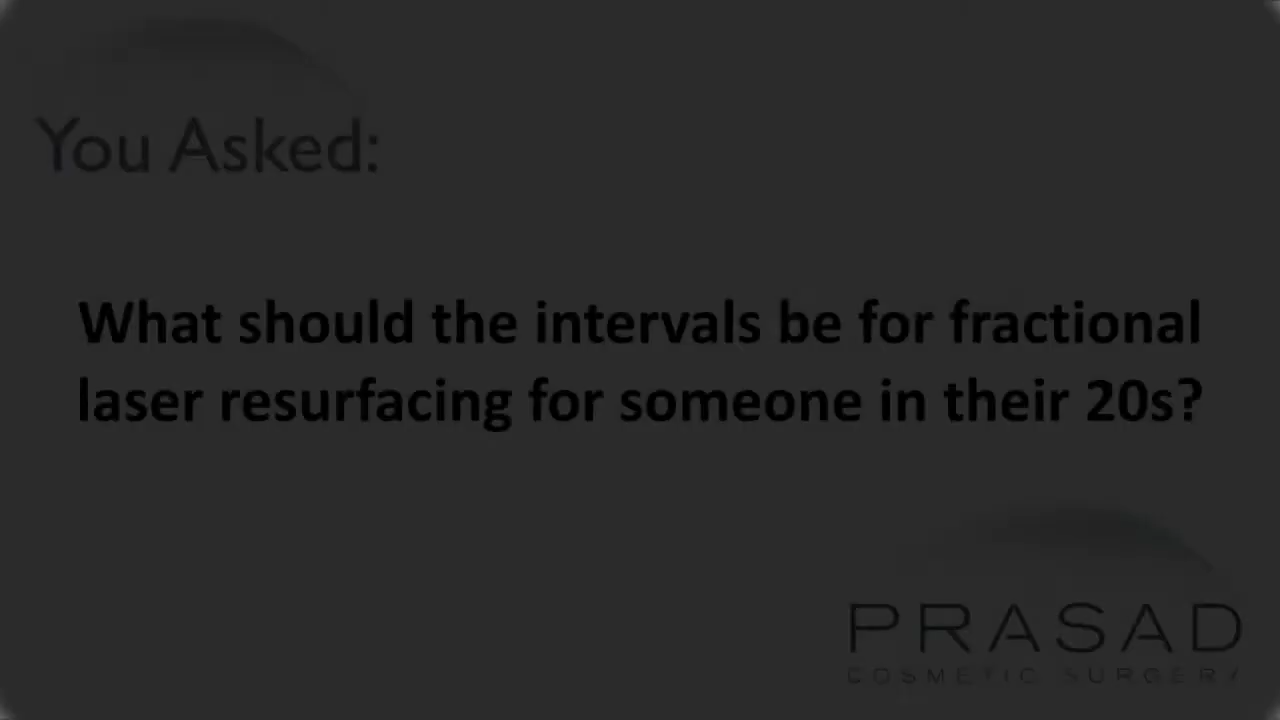 You Asked:
What should the intervals be for fractional
laser resurfacing for someone in their 20s?
PRASAD
COSMETIC SURGERY